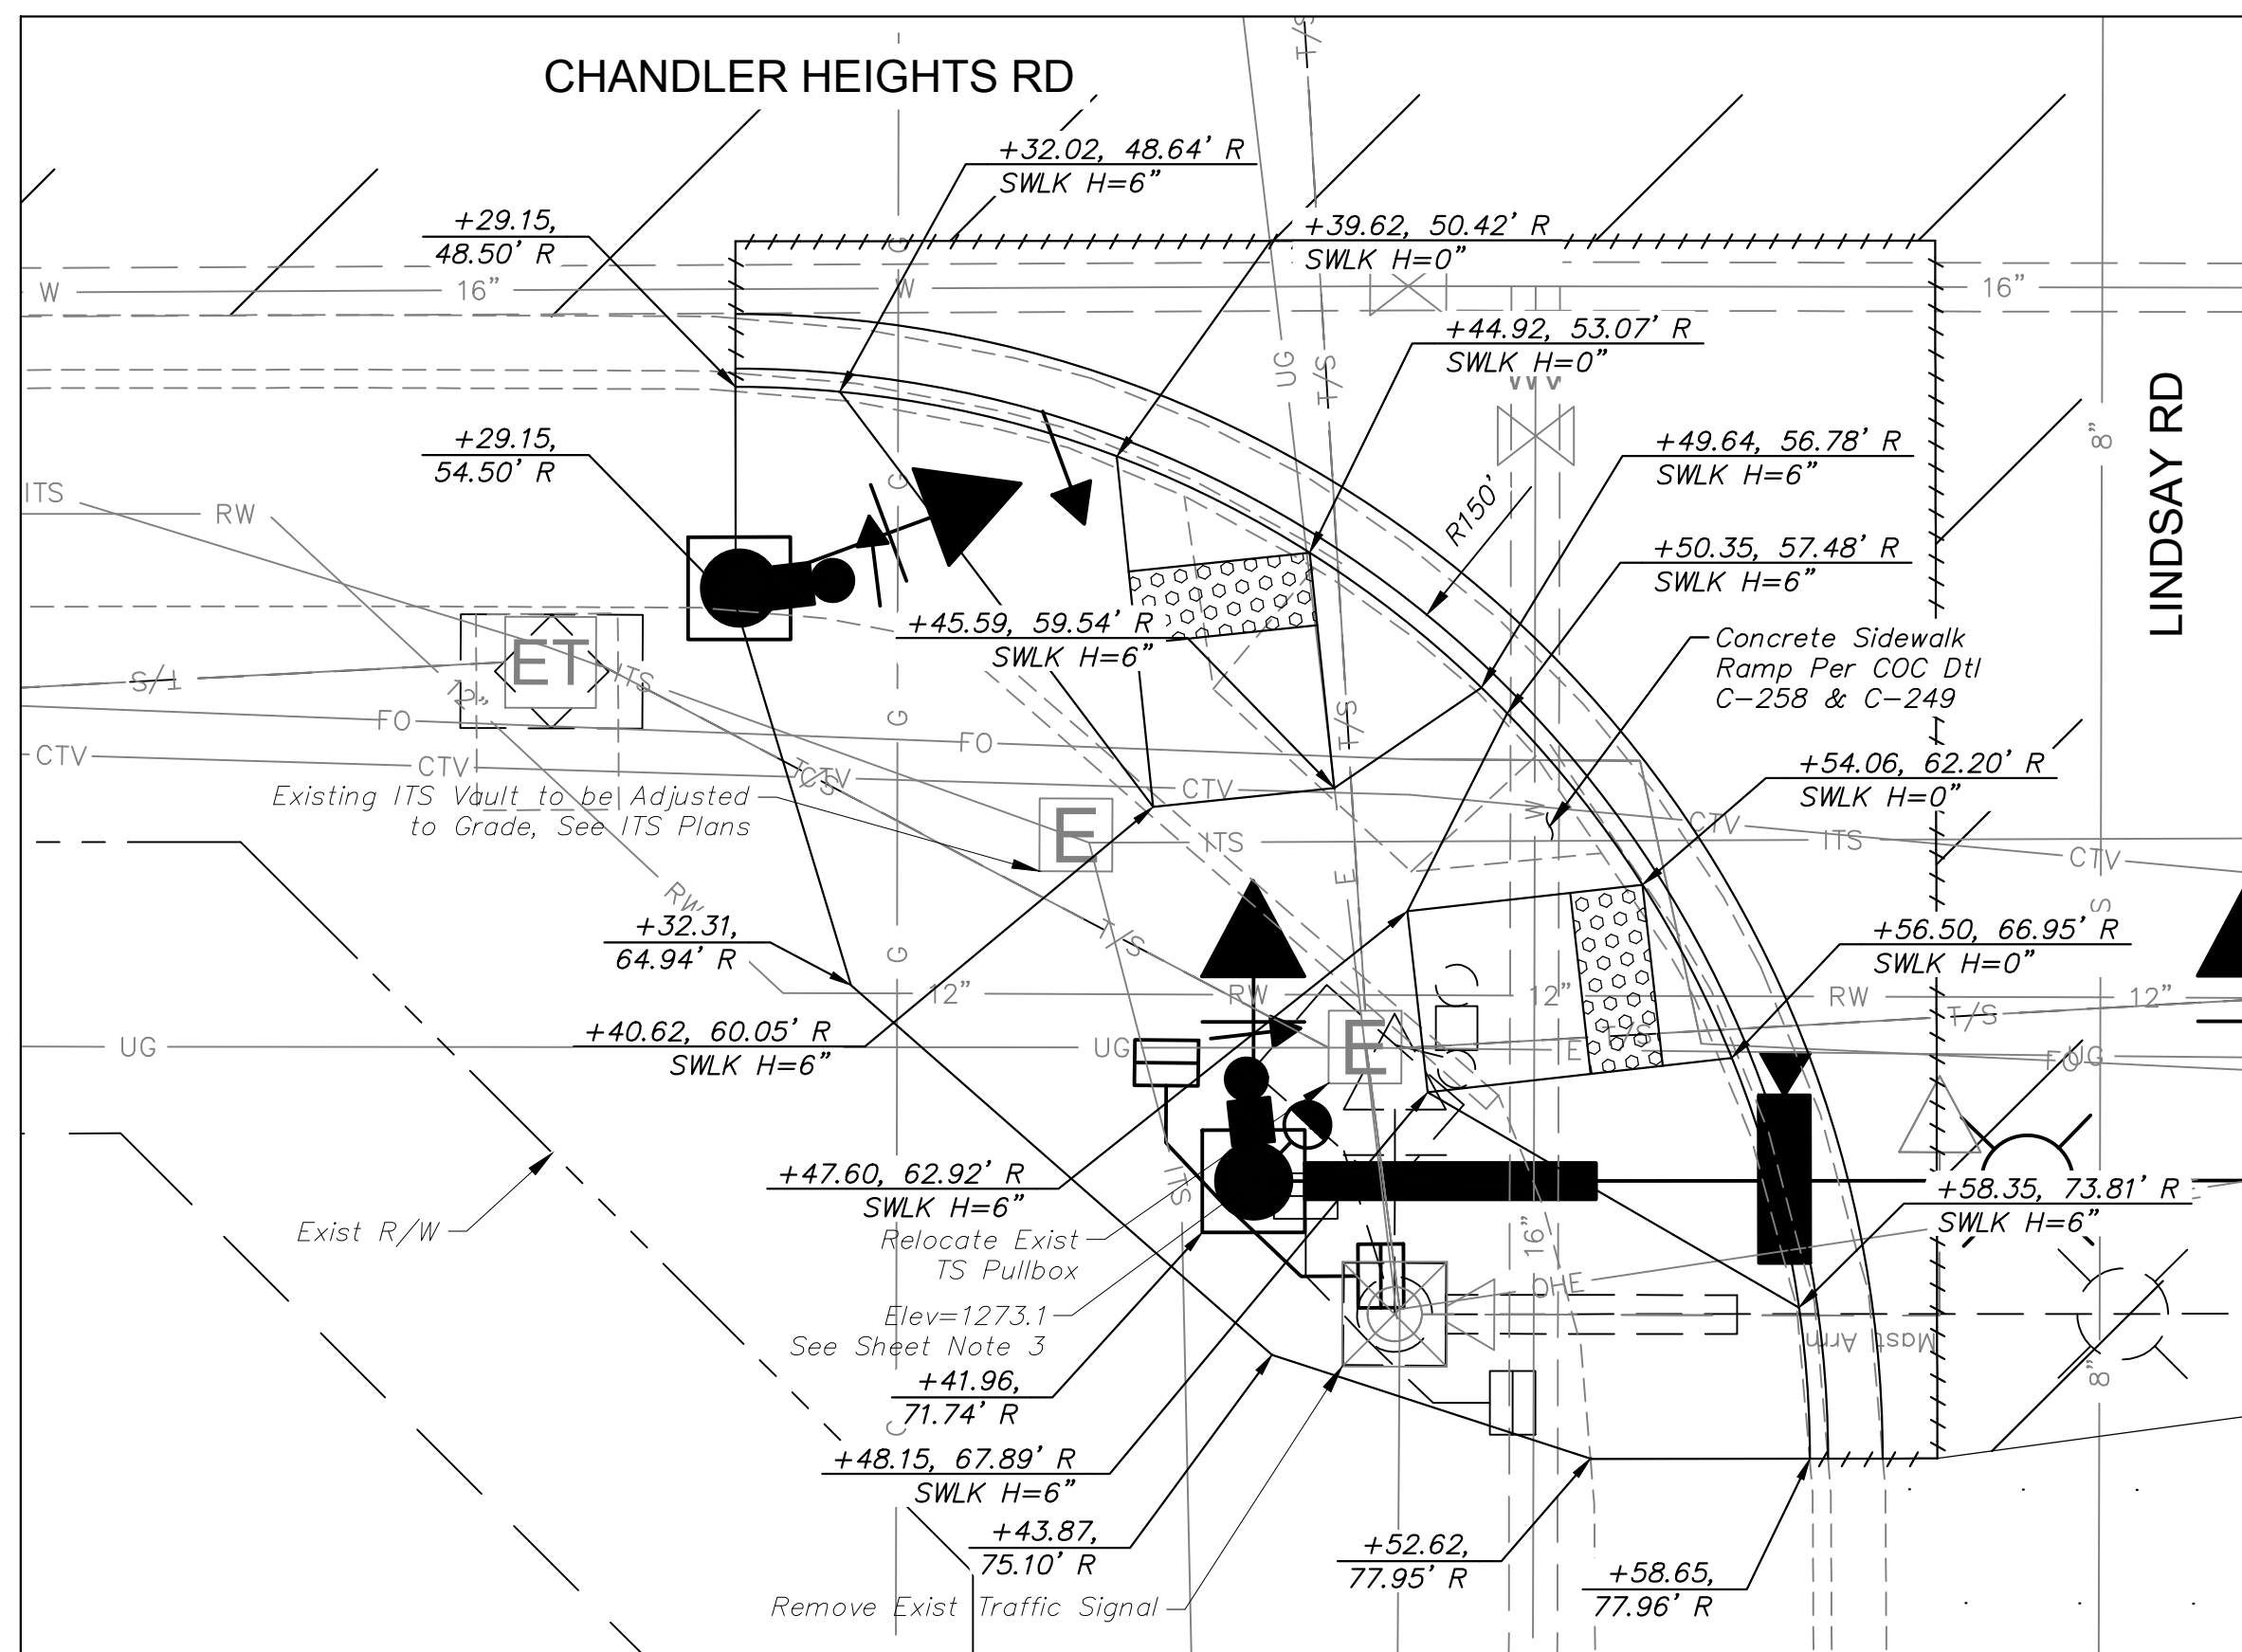 CHANDLER HEIGHTS RD
LINDSAY RD
+32.02, 48.64' R
SWLK H=6"
+29.15,
48.50' R
+39.62, 50.42' R
SWLK H=0"
+44.92, 53.07' R
SWLK H=0"
+29.15,
54.50' R
+49.64, 56.78' R
SWLK H=6"
R150'
+50.35, 57.48' R
SWLK H=6"
+45.59, 59.54' R
SWLK H=6"
Concrete Sidewalk
Ramp Per COC Dtl
C-258 & C-249
+54.06, 62.20' R
SWLK H=0"
Existing ITS Vault to be Adjusted
to Grade, See ITS Plans
+32.31,
64.94' R
+56.50, 66.95' R
SWLK H=0"
+40.62, 60.05' R
SWLK H=6"
+47.60, 62.92' R
SWLK H=6"
+58.35, 73.81' R
SWLK H=6"
Exist R/W
Relocate Exist
TS Pullbox
Elev=1273.1
See Sheet Note 3
+41.96,
71.74' R
+48.15, 67.89' R
SWLK H=6"
+43.87,
75.10' R
+52.62,
77.95' R
+58.65,
77.96' R
Remove Exist Traffic Signal
T/S
G
W
16"
W
16"
UG
T/S
8"
G
ITS
RW
ET
ITS
T/S
12"
FO
G
FO
T/S
CTV
CTV
CTV
ITS
CTV
W
CTV
ITS
CTV
E
ITS
E
RW
T/S
G
S
12"
RW
12"
RW
12"
T/S
UG
UG
E
E
T/S
FO
UG
ITS
16"
OHE
Mast Arm
8"